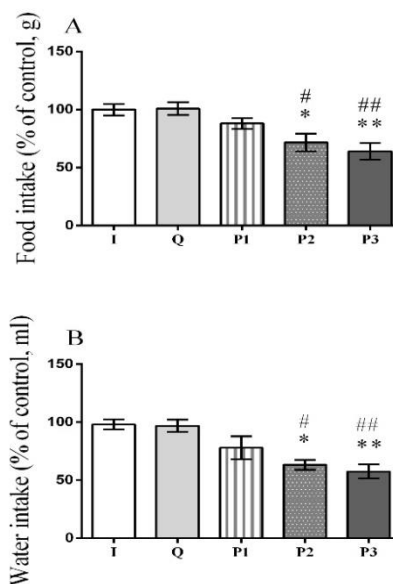 A
Food intake (% of control, g)
150
100
50
0
#
*
##
**
I Q P1 P2 P3
B
Water intake (% of control, ml)
150
100
50
0
#
*
##
**
I Q P1 P2 P3